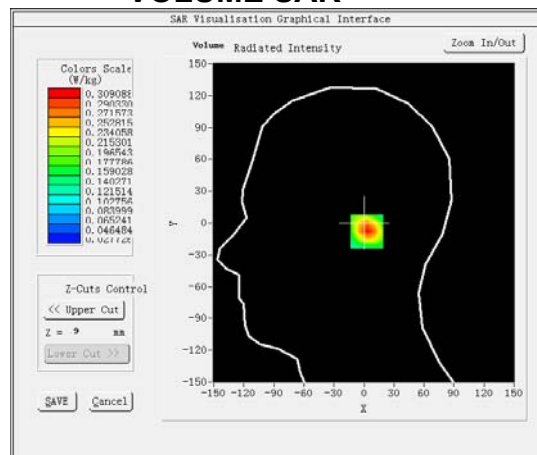 VOLUME SAR
SAR Visualisation Graphical Interface
Volume Radiated Intensity
Zoom In/Out
Colors Scale
(W/kg)
0.309088
0.290330
0.271573
0.252815
0.234058
0.215301
0.196543
0.177786
0.159028
0.140271
0.121514
0.102756
0.083999
0.065241
0.046484
0.027726
Z-Cuts Control
<< Upper Cut
Z = 9 mm
Lower Cut >>
SAVE Cancel
150
120
90
60
30
0
-30
-60
-90
-120
-150
Y
-150 -120 -90 -60 -30 0 30 60 90 120 150
X